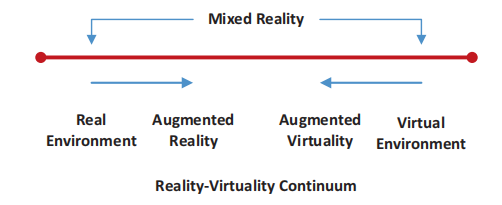 Mixed Reality
Real Environment
Augmented Reality
Augmented Virtuality
Virtual Environment
Reality-Virtuality Continuum